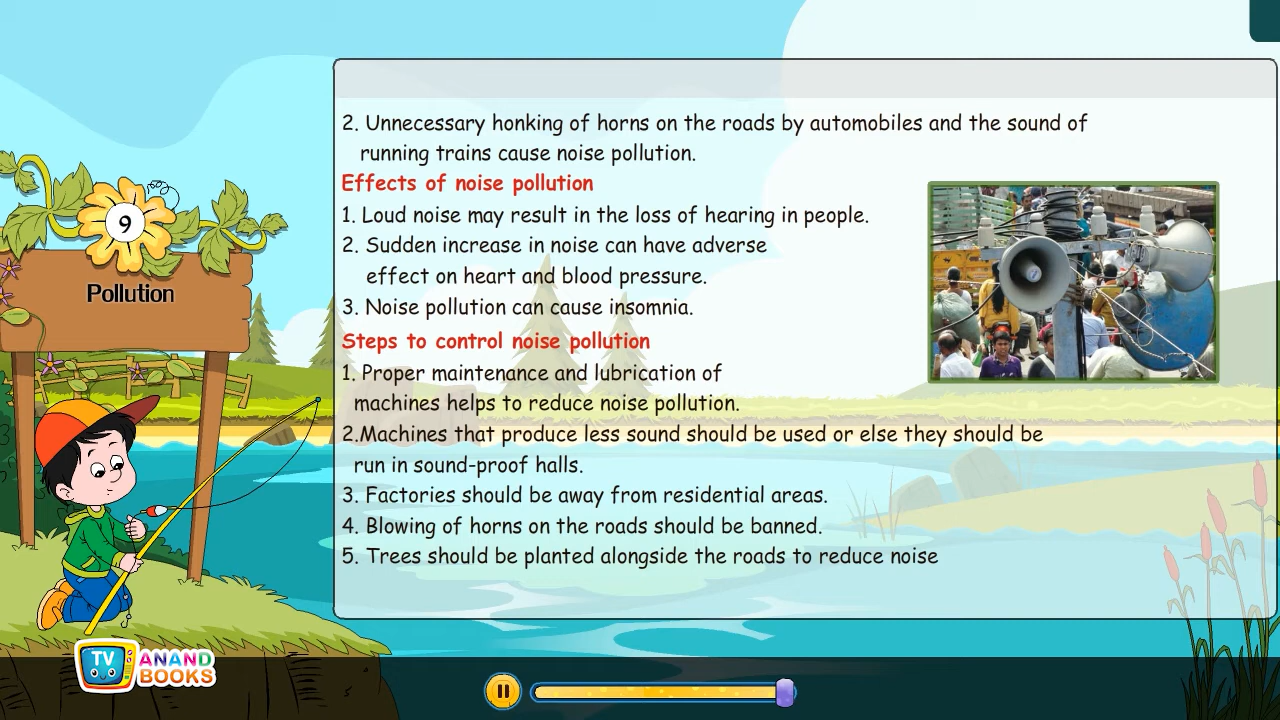 2. Unnecessary honking of horns on the roads by automobiles and the sound of
running trains cause noise pollution.
Effects of noise pollution
1. Loud noise may result in the loss of hearing in people.
2. Sudden increase in noise can have adverse
effect on heart and blood pressure.
3. Noise pollution can cause insomnia.
Steps to control noise pollution
1. Proper maintenance and lubrication of
machines helps to reduce noise pollution.
2.Machines that produce less sound should be used or else they should be
run in sound-proof halls.
3. Factories should be away from residential areas.
4. Blowing of horns on the roads should be banned.
5. Trees should be planted alongside the roads to reduce noise
9
Pollution
TV
ANAND
BOOKS